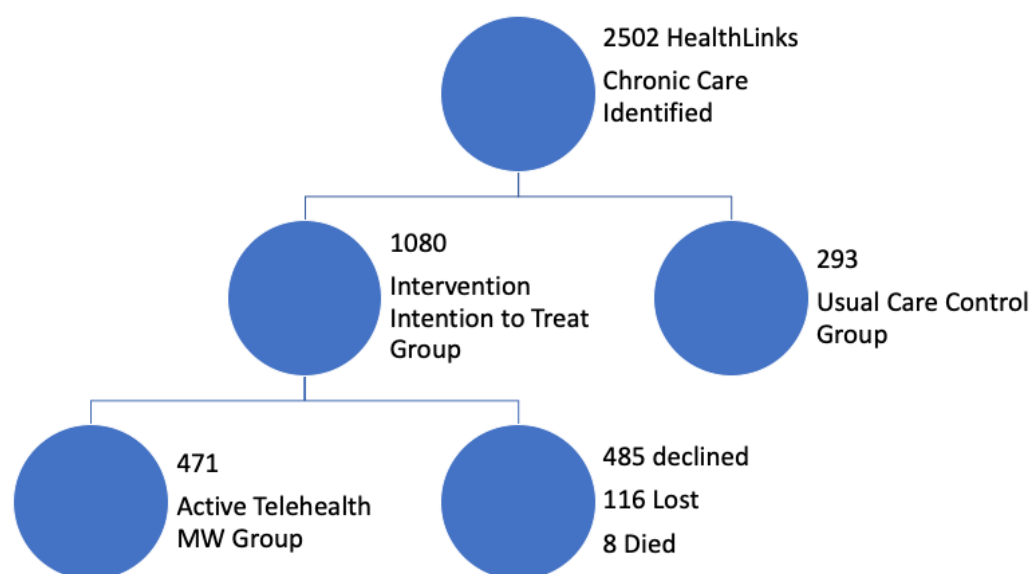 2502 HealthLinks
Chronic Care
Identified
1080
Intervention
Intention to Treat
Group
293
Usual Care Control
Group
471
Active Telehealth
MW Group
485 declined
116 Lost
8 Died